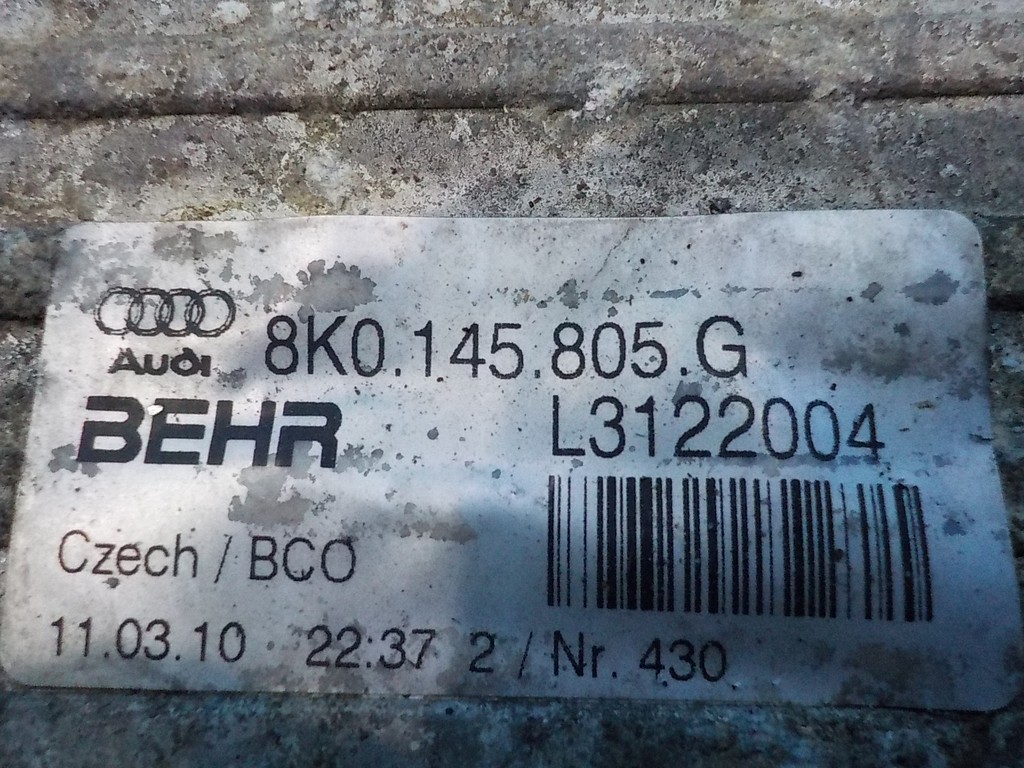 Audi 8K0.145.805.G
BEHR L3122004
Czech / BCO
11.03.10 22:37 2 / Nr. 430